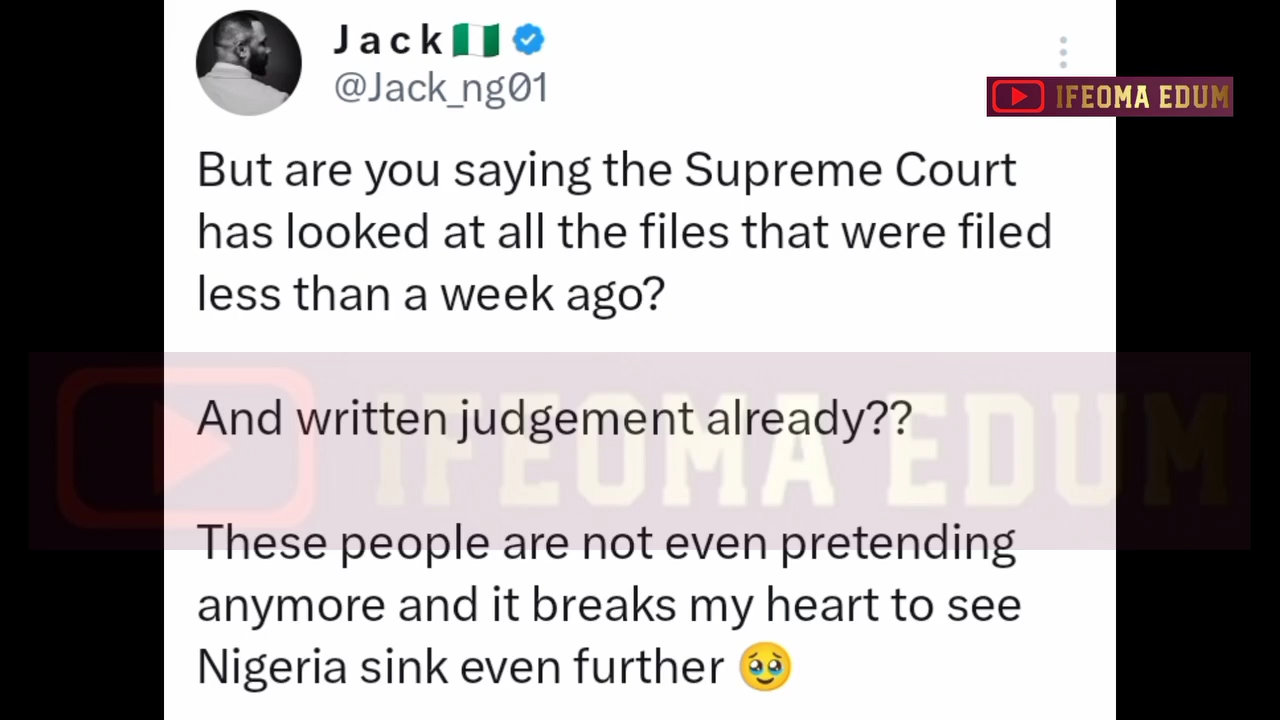 Jack🇳🇬
@Jack_ng01
IFEOMA EDUM
But are you saying the Supreme Court
has looked at all the files that were filed
less than a week ago?
And written judgement already??
IFEOMA EDUM
These people are not even pretending
anymore and it breaks my heart to see
Nigeria sink even further 🥹